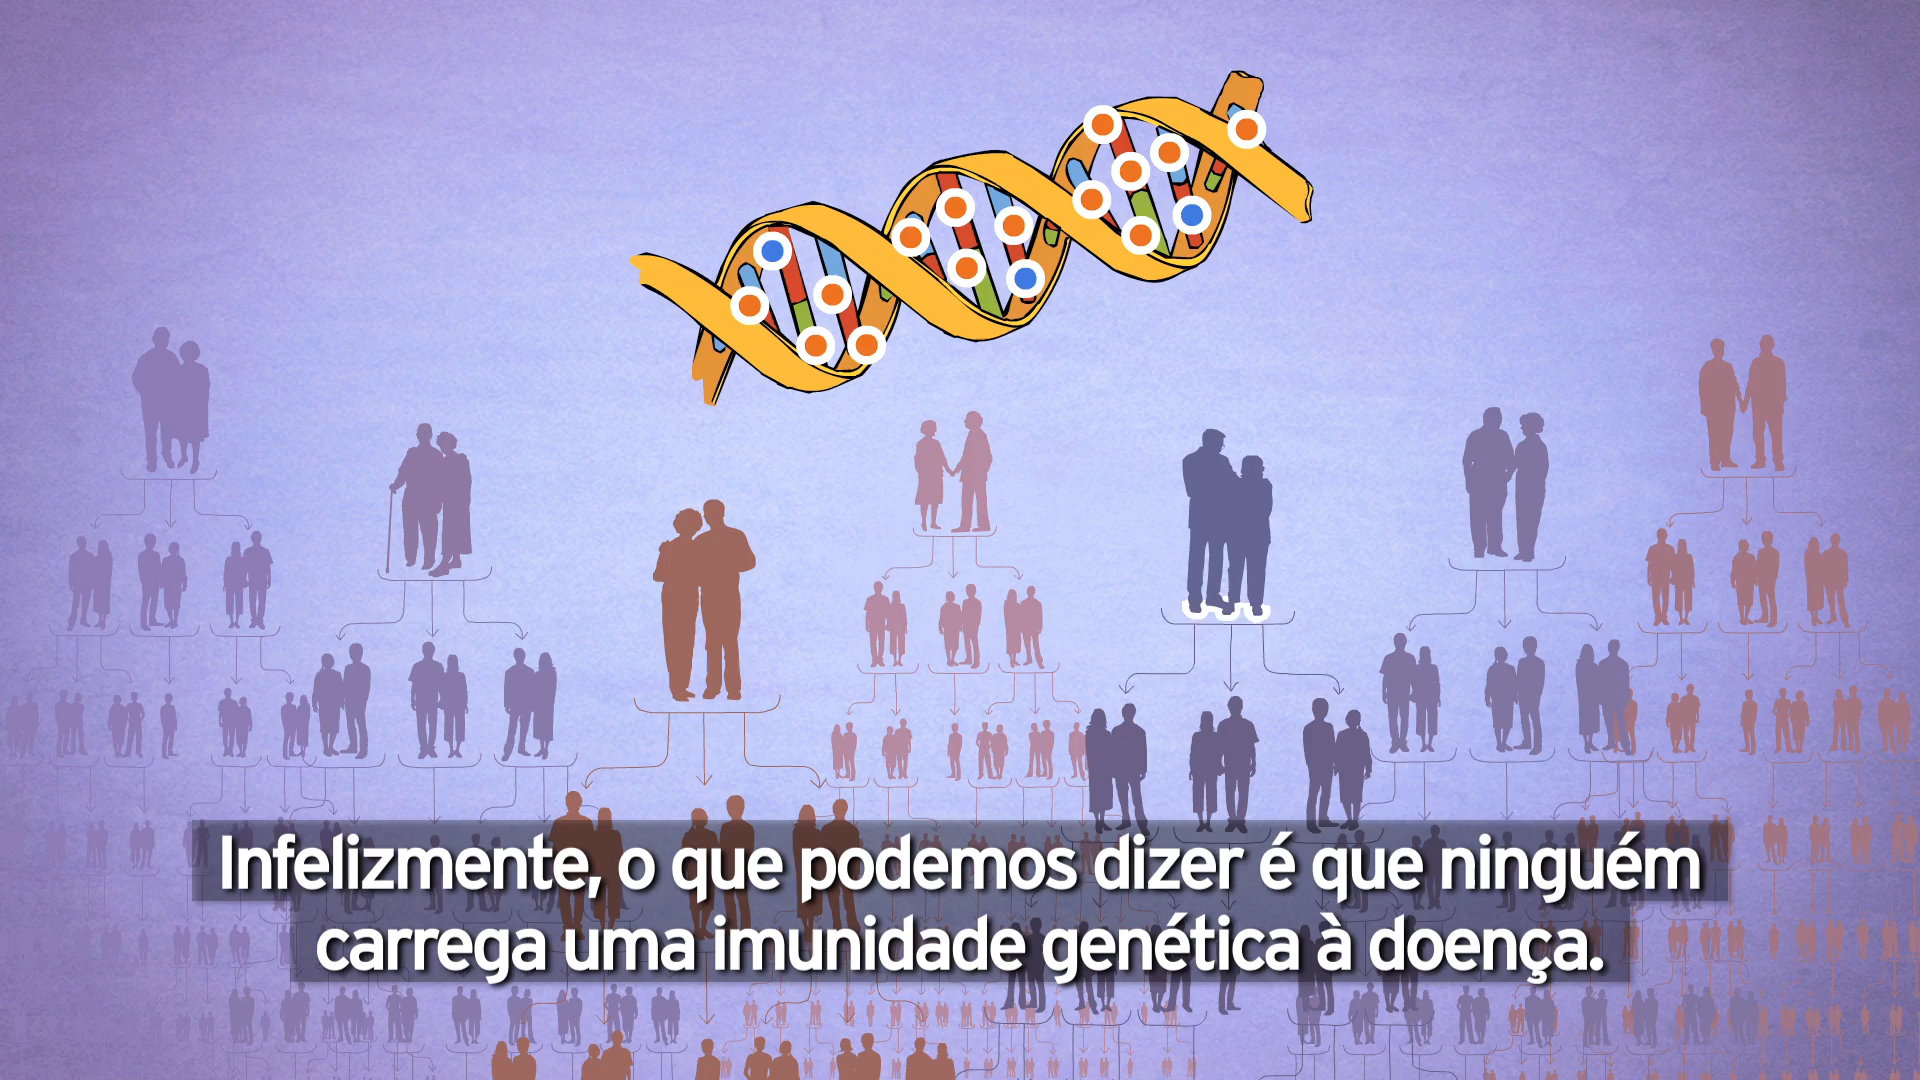 Infelizmente, o que podemos dizer é que ninguém
carrega uma imunidade genética à doença.